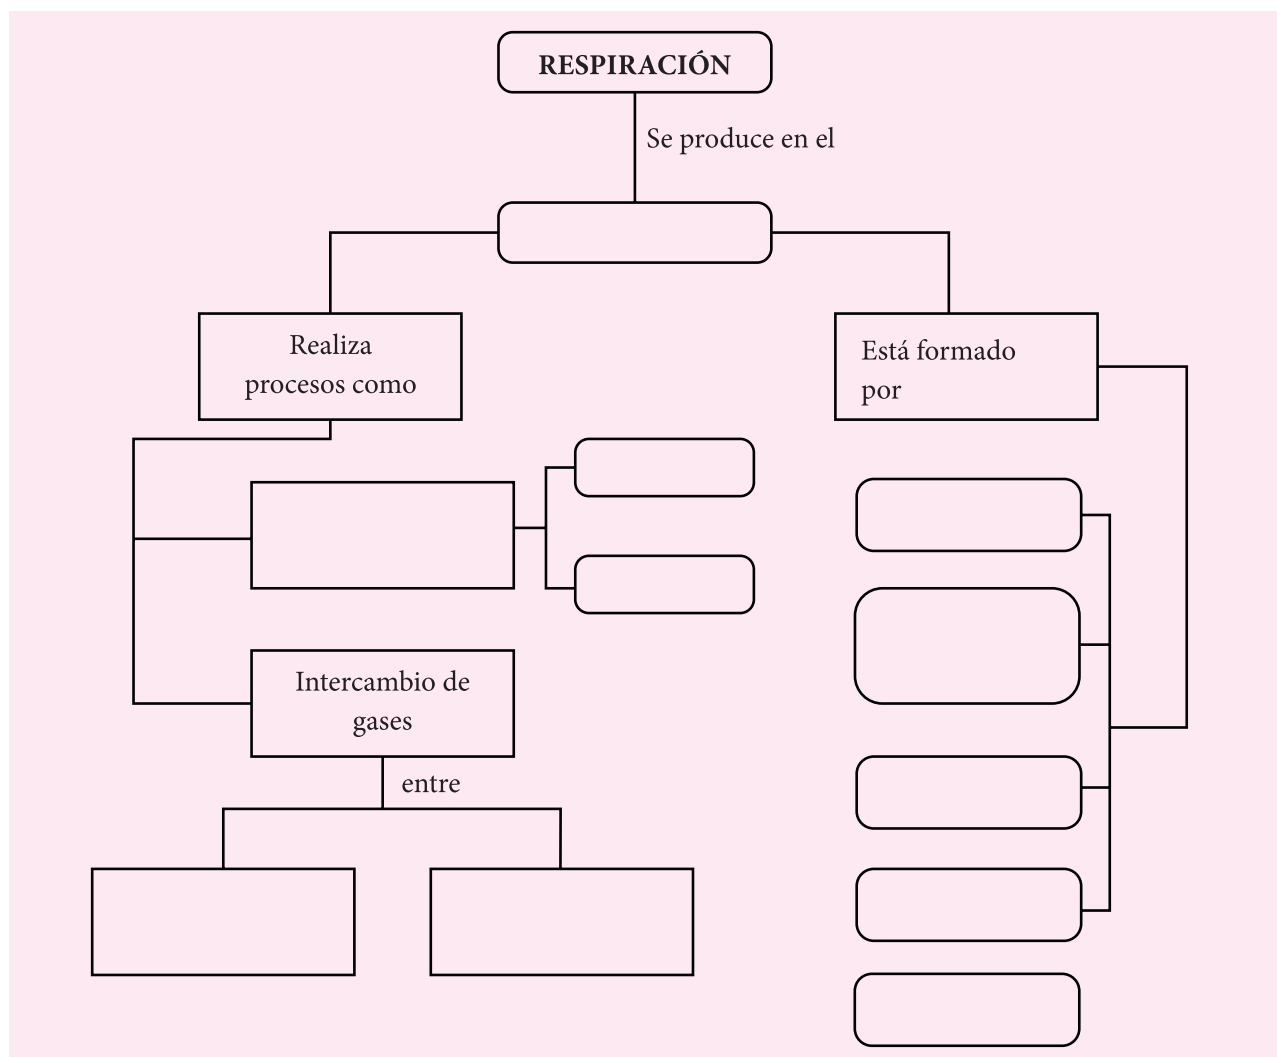 RESPIRACIÓN
Se produce en el
Realiza
procesos como
Está formado
por
Intercambio de
gases
entre